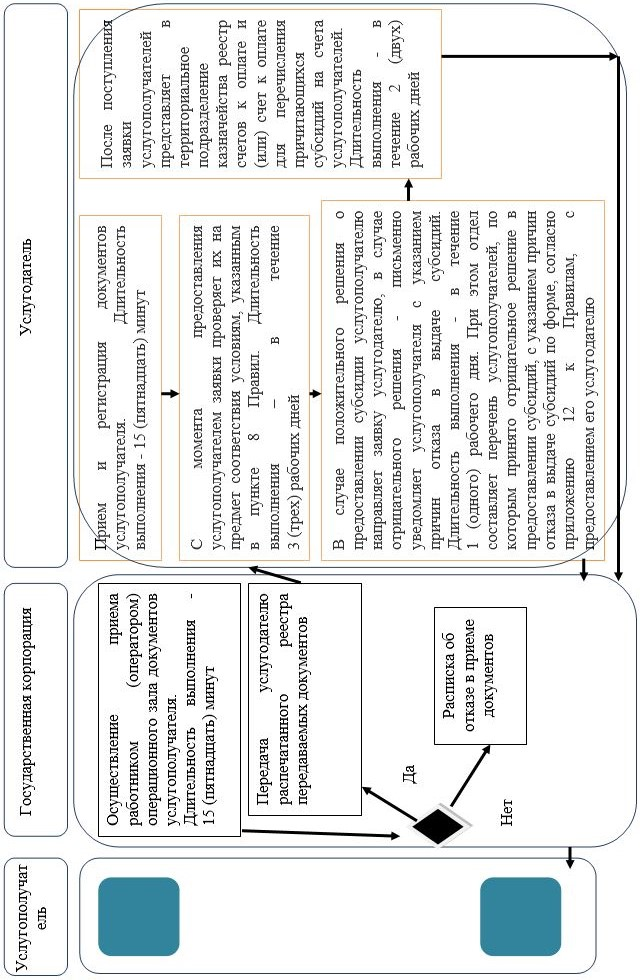 Услугополучат
ель
Государственная корпорация
Услугодатель
Осуществление приема
работником (оператором)
операционного зала документов
услугополучателя.
Длительность выполнения -
15 (пятнадцать) минут
Передача услугодателю
распечатанного реестра
передаваемых документов
Да
Нет
Расписка об
отказе в приеме
документов
Прием и регистрация документов
услугополучателя. Длительность
выполнения - 15 (пятнадцать) минут
С момента предоставления
услугополучателем заявки проверяет их на
предмет соответствия условиям, указанным
в пункте 8 Правил. Длительность
выполнения – в течение
3 (трех) рабочих дней
В случае положительного решения о
предоставлении субсидии услугополучателю
направляет заявку услугодателю, в случае
отрицательного решения - письменно
уведомляет услугополучателя с указанием
причин отказа в выдаче субсидий.
Длительность выполнения - в течение
1 (одного) рабочего дня. При этом отдел
составляет перечень услугополучателей, по
которым принято отрицательное решение в
предоставлении субсидий, с указанием причин
отказа в выдаче субсидий по форме, согласно
приложению 12 к Правилам, с
предоставлением его услугодателю
После поступления
заявки
услугополучателей
представляет в
территориальное
подразделение
казначейства реестр
счетов к оплате и
(или) счет к оплате
для перечисления
причитающихся
субсидий на счета
услугополучателей.
Длительность
выполнения - в
течение 2 (двух)
рабочих дней